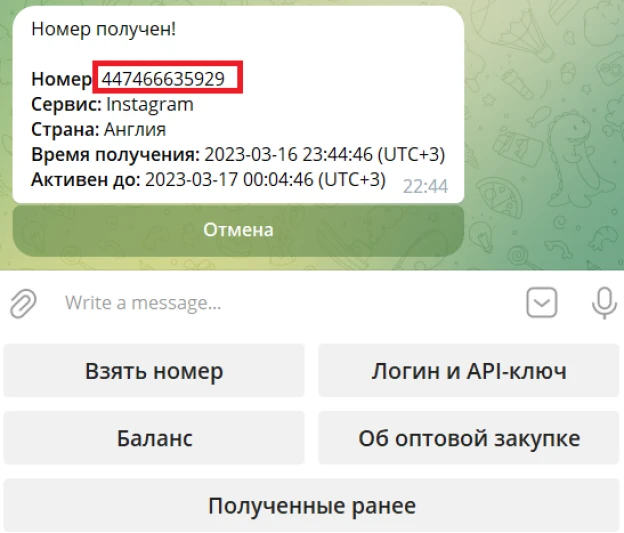 Номер получен!
Номер 447466635929
Сервис: Instagram
Страна: Англия
Время получения: 2023-03-16 23:44:46 (UTC+3)
Активен до: 2023-03-17 00:04:46 (UTC+3) 22:44
Отмена
Write a message...
Взять номер
Логин и API-ключ
Баланс
Об оптовой закупке
Полученные ранее